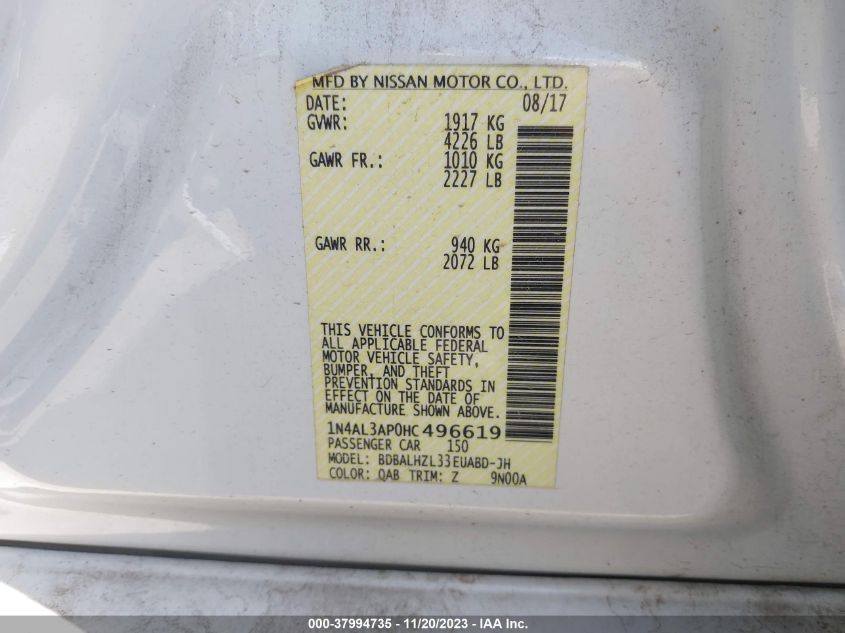 MFD BY NISSAN MOTOR CO., LTD.
DATE: 08/17
GVWR: 1917 KG
4226 LB
GAWR FR.: 1010 KG
2227 LB
GAWR RR.: 940 KG
2072 LB
THIS VEHICLE CONFORMS TO
ALL APPLICABLE FEDERAL
MOTOR VEHICLE SAFETY,
BUMPER, AND THEFT
PREVENTION STANDARDS IN
EFFECT ON THE DATE OF
MANUFACTURE SHOWN ABOVE.
1N4AL3AP0HC496619
PASSENGER CAR 150
MODEL: BDBALHZL33EUABD-JH
COLOR: QAB TRIM: Z 9N00A
000-37994735 - 11/20/2023 - IAA Inc.